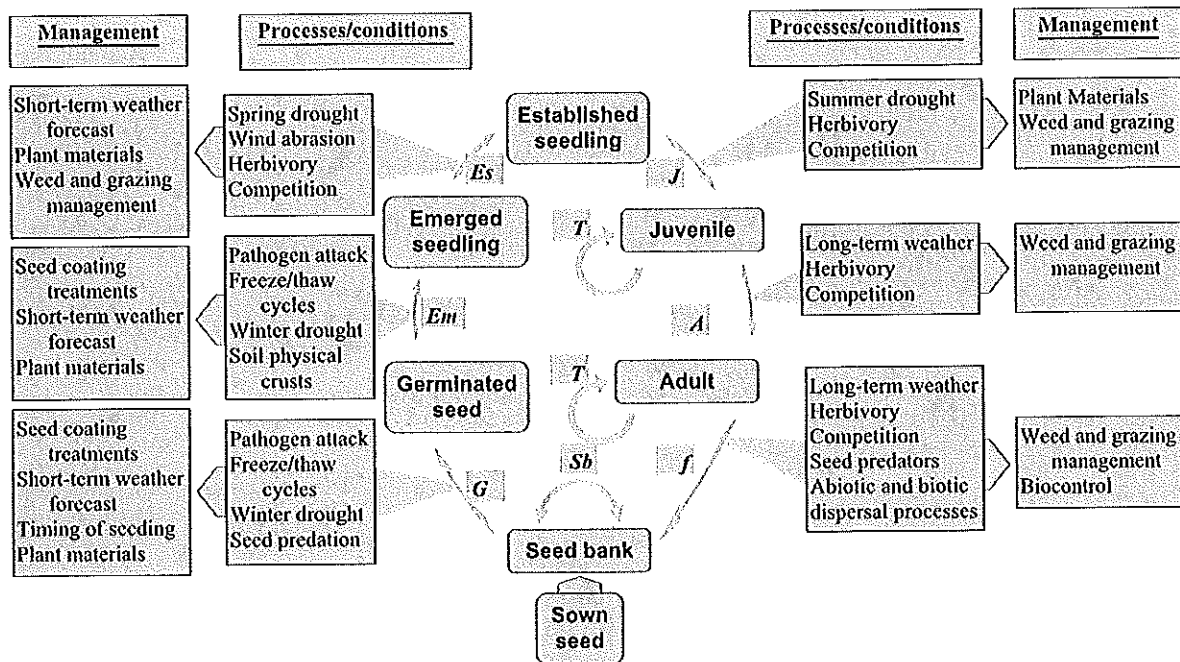 Management
Processes/conditions
Processes/conditions
Management
Short-term weather
forecast
Plant materials
Weed and grazing
management
Spring drought
Wind abrasion
Herbivory
Competition
Established
seedling
Summer drought
Herbivory
Competition
Plant Materials
Weed and grazing
management
Es
J
Emerged
seedling
T
Juvenile
Seed coating
treatments
Short-term weather
forecast
Plant materials
Pathogen attack
Freeze/thaw
cycles
Winter drought
Soil physical
crusts
Em
A
Long-term weather
Herbivory
Competition
Weed and grazing
management
Germinated
seed
T
Adult
Seed coating
treatments
Short-term weather
forecast
Timing of seeding
Plant materials
Pathogen attack
Freeze/thaw
cycles
Winter drought
Seed predation
G
Sb
f
Long-term weather
Herbivory
Competition
Seed predators
Abiotic and biotic
dispersal processes
Weed and grazing
management
Biocontrol
Seed bank
Sown
seed